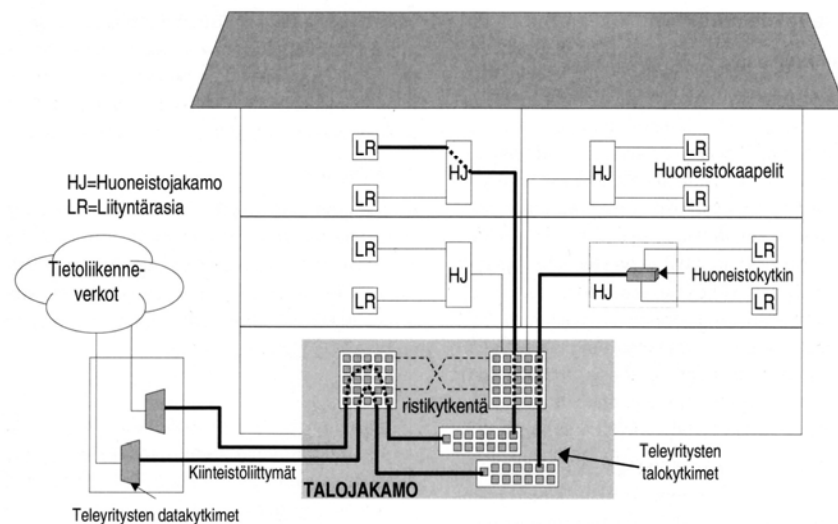 LR
HJ
LR
HJ
LR
Huoneistokaapelit
LR
HJ=Huoneistojakamo
LR=Liityntärasia
Tietoliikenne-
verkot
LR
HJ
LR
HJ
LR
Huoneistokytkin
LR
ristikytkentä
Kiinteistöliittymät
TALOJAKAMO
Teleyritysten
talokytkimet
Teleyritysten datakytkimet